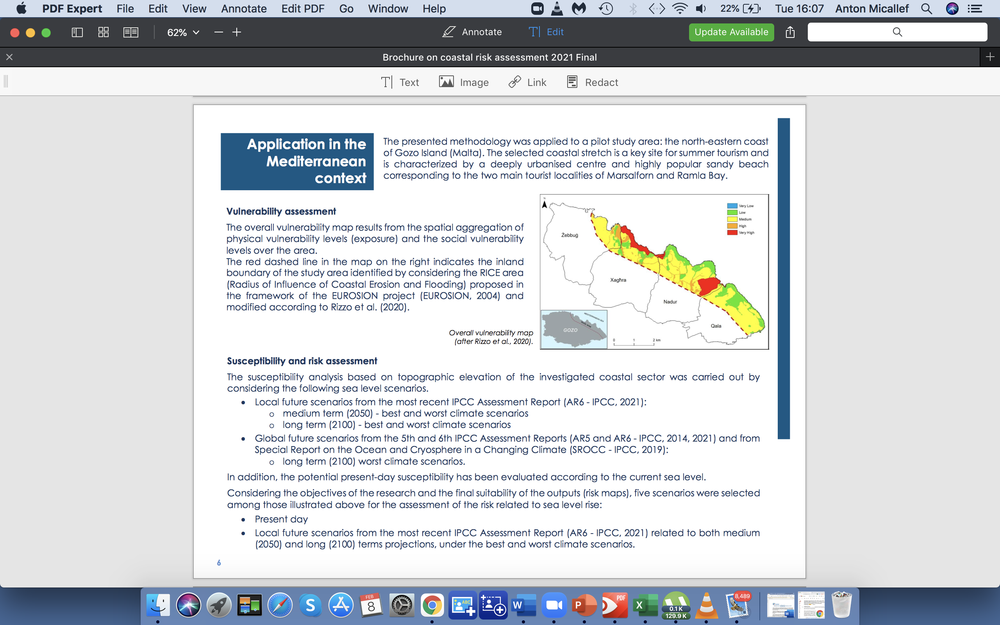 PDF Expert File Edit View Annotate Edit PDF Go Window Help 22% Tue 16:07 Anton Micallef
62% Annotate Edit Update Available
Brochure on coastal risk assessment 2021 Final
Text Image Link Redact
Application in the
Mediterranean
context
The presented methodology was applied to a pilot study area: the north-eastern coast
of Gozo Island (Malta). The selected coastal stretch is a key site for summer tourism and
is characterized by a deeply urbanised centre and highly popular sandy beach
corresponding to the two main tourist localities of Marsalforn and Ramla Bay.
Vulnerability assessment
The overall vulnerability map results from the spatial aggregation of
physical vulnerability levels (exposure) and the social vulnerability
levels over the area.
The red dashed line in the map on the right indicates the inland
boundary of the study area identified by considering the RICE area
(Radius of Influence of Coastal Erosion and Flooding) proposed in
the framework of the EUROSION project (EUROSION, 2004) and
modified according to Rizzo et al. (2020).
Overall vulnerability map
(after Rizzo et al., 2020).
N
Very Low
Low
Medium
High
Very High
Żebbuġ
Xagħra
Nadur
Qala
MEDITERRANEAN SEA
Study area
GOZO
0 1 2 km
Susceptibility and risk assessment
The susceptibility analysis based on topographic elevation of the investigated coastal sector was carried out by
considering the following sea level scenarios.
• Local future scenarios from the most recent IPCC Assessment Report (AR6 - IPCC, 2021):
o medium term (2050) - best and worst climate scenarios
o long term (2100) - best and worst climate scenarios
• Global future scenarios from the 5th and 6th IPCC Assessment Reports (AR5 and AR6 - IPCC, 2014, 2021) and from
Special Report on the Ocean and Cryosphere in a Changing Climate (SROCC - IPCC, 2019):
o long term (2100) worst climate scenarios.
In addition, the potential present-day susceptibility has been evaluated according to the current sea level.
Considering the objectives of the research and the final suitability of the outputs (risk maps), five scenarios were selected
among those illustrated above for the assessment of the risk related to sea level rise:
• Present day
• Local future scenarios from the most recent IPCC Assessment Report (AR6 - IPCC, 2021) related to both medium
(2050) and long (2100) terms projections, under the best and worst climate scenarios.
6
FEB
8
ABC
W
P
PDF
X
0.1 K
129.9 K
8,489